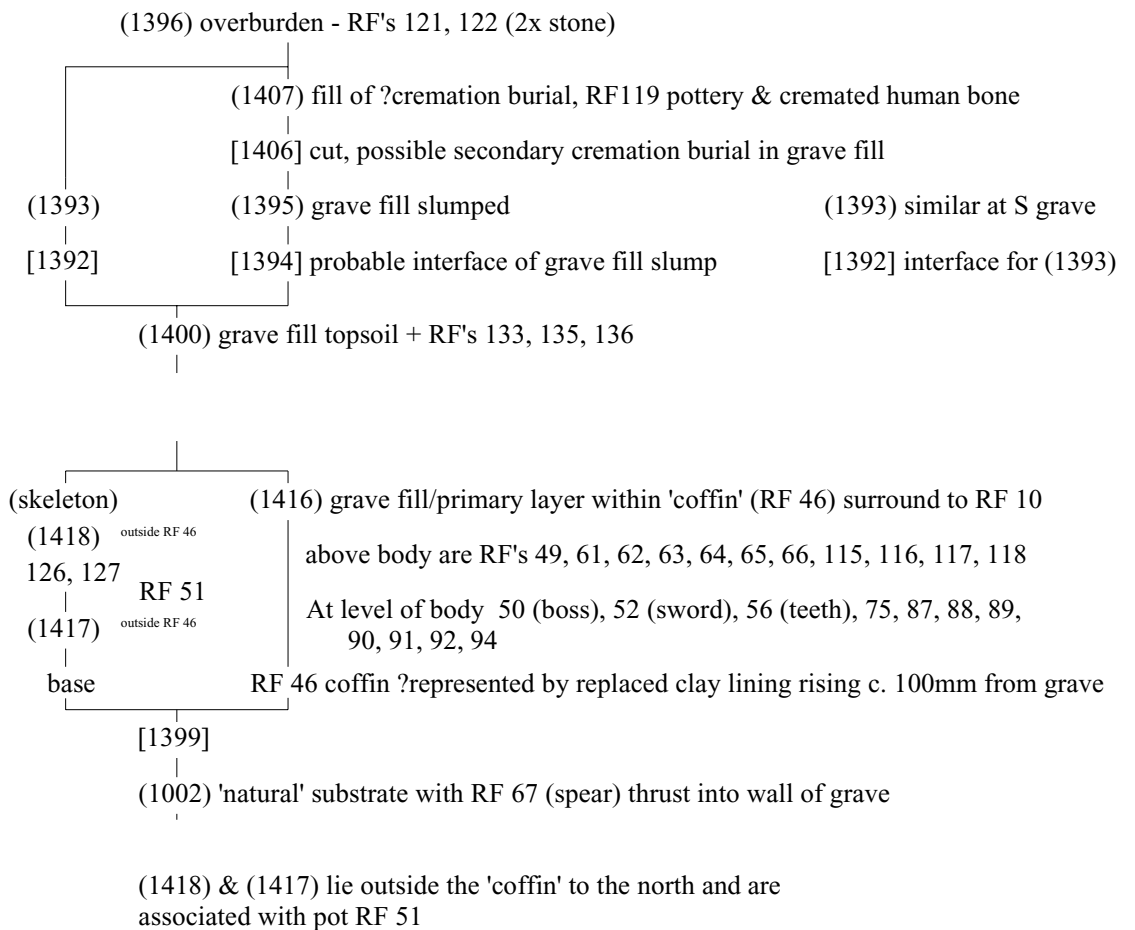 (1396) overburden - RF's 121, 122 (2x stone)
(1407) fill of ?cremation burial, RF119 pottery & cremated human bone
[1406] cut, possible secondary cremation burial in grave fill
(1393) (1395) grave fill slumped (1393) similar at S grave
[1392] [1394] probable interface of grave fill slump [1392] interface for (1393)
(1400) grave fill topsoil + RF's 133, 135, 136
(skeleton) (1416) grave fill/primary layer within 'coffin' (RF 46) surround to RF 10
(1418) outside RF 46
above body are RF's 49, 61, 62, 63, 64, 65, 66, 115, 116, 117, 118
126, 127
RF 51
At level of body 50 (boss), 52 (sword), 56 (teeth), 75, 87, 88, 89,
(1417) outside RF 46
90, 91, 92, 94
base RF 46 coffin ?represented by replaced clay lining rising c. 100mm from grave
[1399]
(1002) 'natural' substrate with RF 67 (spear) thrust into wall of grave
(1418) & (1417) lie outside the 'coffin' to the north and are
associated with pot RF 51